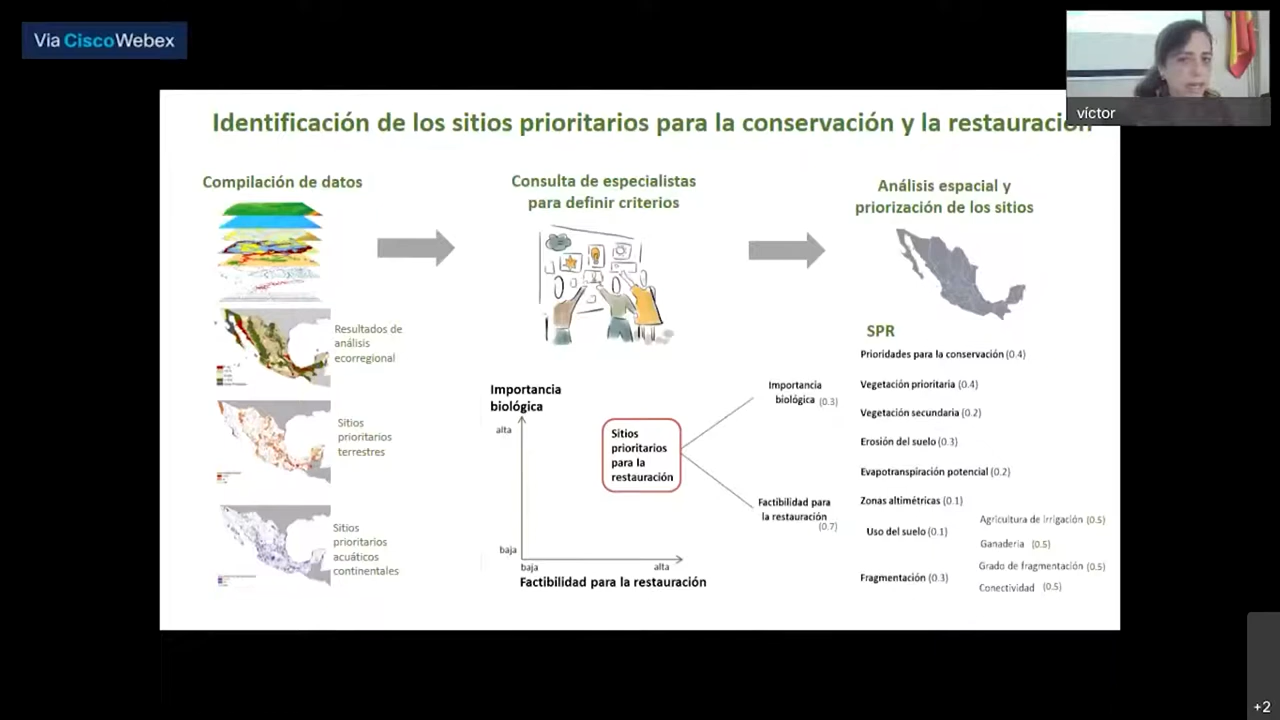 Vía CiscoWebex
víctor
Identificación de los sitios prioritarios para la conservación y la restauración
Compilación de datos
Resultados de
análisis
ecorregional
Sitios
prioritarios
terrestres
Sitios
prioritarios
acuáticos
continentales
Consulta de especialistas
para definir criterios
Importancia
biológica
alta
baja
baja
alta
Factibilidad para la restauración
Sitios
prioritarios
para la
restauración
Importancia
biológica (0.3)
Factibilidad para
la restauración
(0.7)
Análisis espacial y
priorización de los sitios
SPR
Prioridades para la conservación (0.4)
Vegetación prioritaria (0.4)
Vegetación secundaria (0.2)
Erosión del suelo (0.3)
Evapotranspiración potencial (0.2)
Zonas altimétricas (0.1)
Uso del suelo (0.1)
Agricultura de irrigación (0.5)
Ganadería (0.5)
Fragmentación (0.3)
Grado de fragmentación (0.5)
Conectividad (0.5)
+2